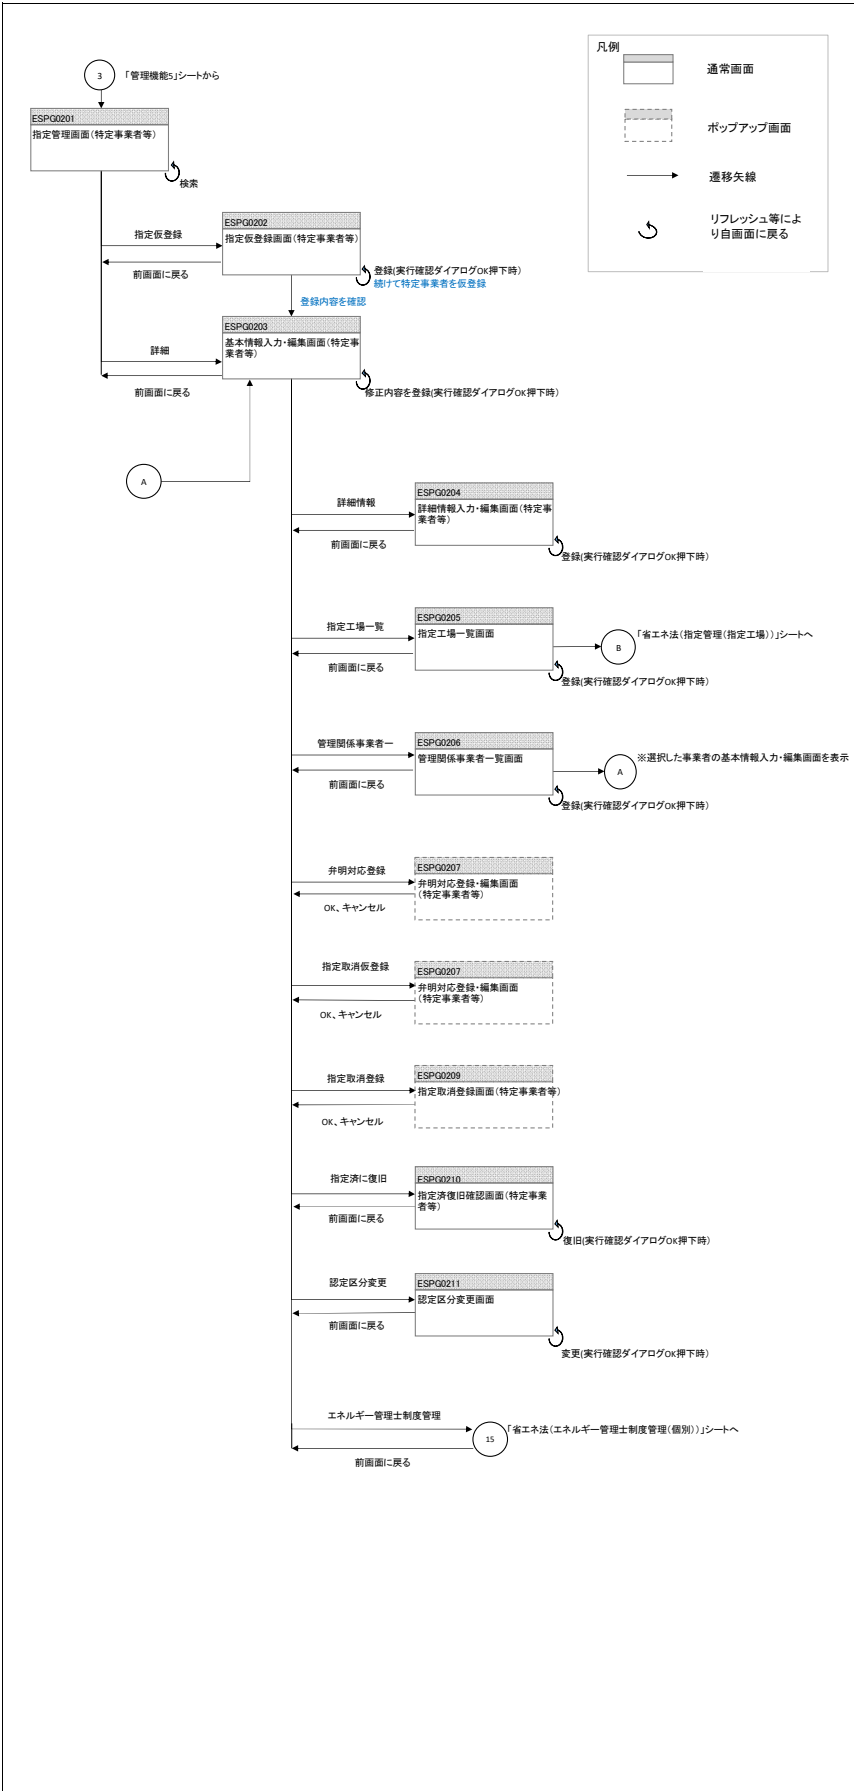 凡例
通常画面
ポップアップ画面
遷移矢線
リフレッシュ等によ
り自画面に戻る
3
「管理機能5」シートから
ESPG0201
指定管理画面(特定事業者等)
検索
指定仮登録
前画面に戻る
ESPG0202
指定仮登録画面(特定事業者等)
登録(実行確認ダイアログOK押下時)
続けて特定事業者を仮登録
登録内容を確認
詳細
前画面に戻る
ESPG0203
基本情報入力・編集画面(特定事
業者等)
修正内容を登録(実行確認ダイアログOK押下時)
A
詳細情報
前画面に戻る
ESPG0204
詳細情報入力・編集画面(特定事
業者等)
登録(実行確認ダイアログOK押下時)
指定工場一覧
前画面に戻る
ESPG0205
指定工場一覧画面
登録(実行確認ダイアログOK押下時)
B
「省エネ法(指定管理(指定工場))」シートへ
管理関係事業者一
前画面に戻る
ESPG0206
管理関係事業者一覧画面
登録(実行確認ダイアログOK押下時)
A
※選択した事業者の基本情報入力・編集画面を表示
弁明対応登録
OK、キャンセル
ESPG0207
弁明対応登録・編集画面
(特定事業者等)
指定取消仮登録
OK、キャンセル
ESPG0207
弁明対応登録・編集画面
(特定事業者等)
指定取消登録
OK、キャンセル
ESPG0209
指定取消登録画面(特定事業者等)
指定済に復旧
前画面に戻る
ESPG0210
指定済復旧確認画面(特定事業
者等)
復旧(実行確認ダイアログOK押下時)
認定区分変更
前画面に戻る
ESPG0211
認定区分変更画面
変更(実行確認ダイアログOK押下時)
エネルギー管理士制度管理
前画面に戻る
15
「省エネ法(エネルギー管理士制度管理(個別))」シートへ